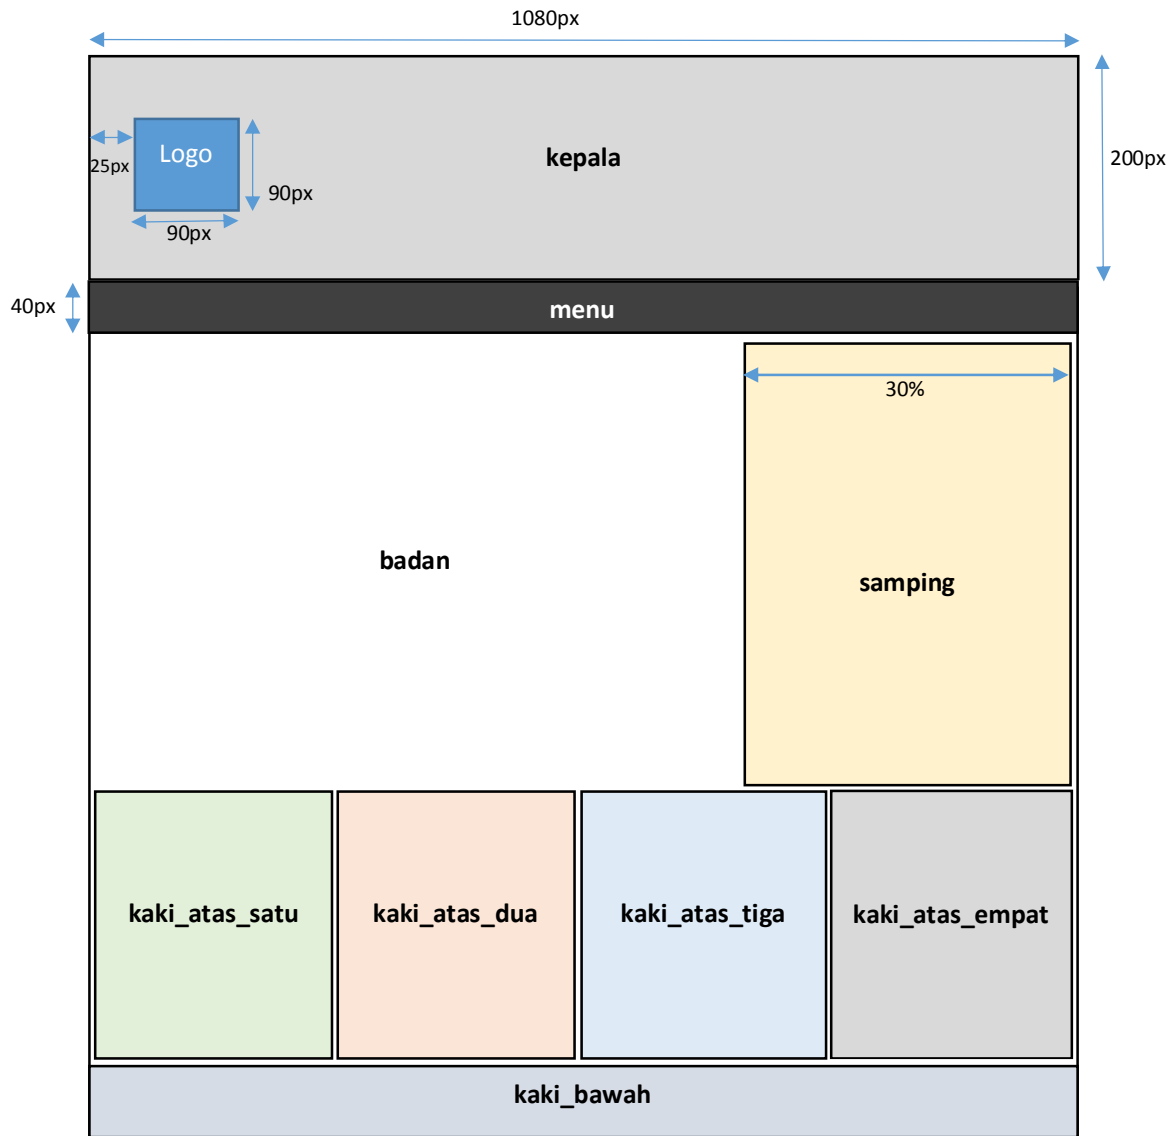 1080px
Logo
25px
kepala
200px
90px
90px
40px
menu
30%
badan
samping
kaki_atas_satu
kaki_atas_dua
kaki_atas_tiga
kaki_atas_empat
kaki_bawah